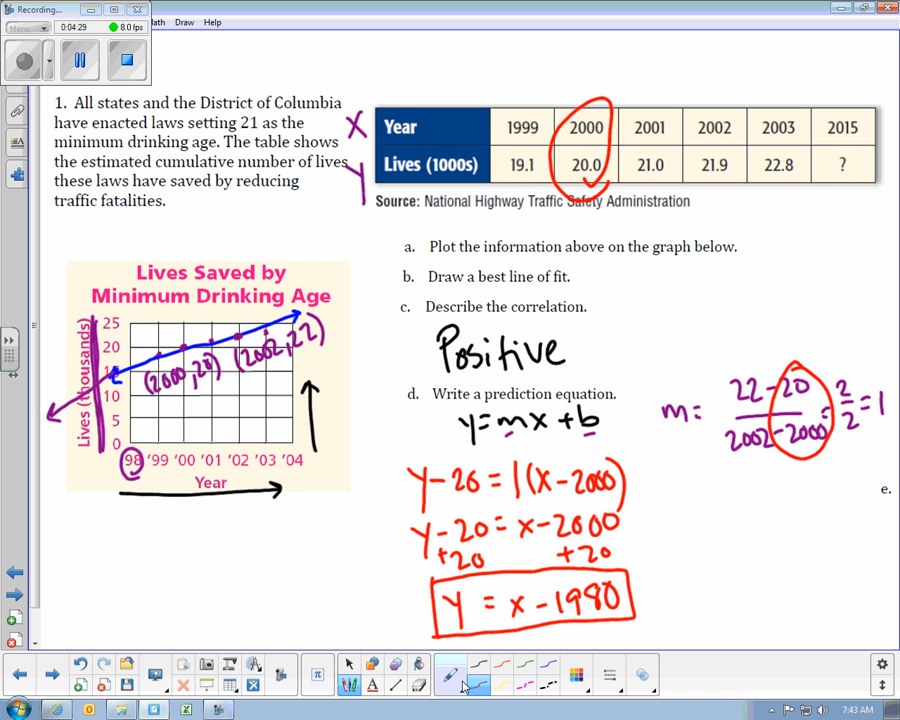 Recording...
Menu
0:04:29
8.0 fps
Math Draw Help
1. All states and the District of Columbia
have enacted laws setting 21 as the
minimum drinking age. The table shows
the estimated cumulative number of lives
these laws have saved by reducing
traffic fatalities.
X
Year 1999 2000 2001 2002 2003 2015
Y
Lives (1000s) 19.1 20.0 21.0 21.9 22.8 ?
Source: National Highway Traffic Safety Administration
a. Plot the information above on the graph below.
b. Draw a best line of fit.
c. Describe the correlation.
Positive
d. Write a prediction equation.
y=mx+b
y-20=1(x-2000)
y-20=x-2000
+20 +20
y=x-1980
m= 22-20 = 2 = 1
2002-2000 2
e.
Lives Saved by
Minimum Drinking Age
Lives (thousands)
25
20
15
10
5
0
(2000,20) (2002,22)
98 '99 '00 '01 '02 '03 '04
Year
7:43 AM